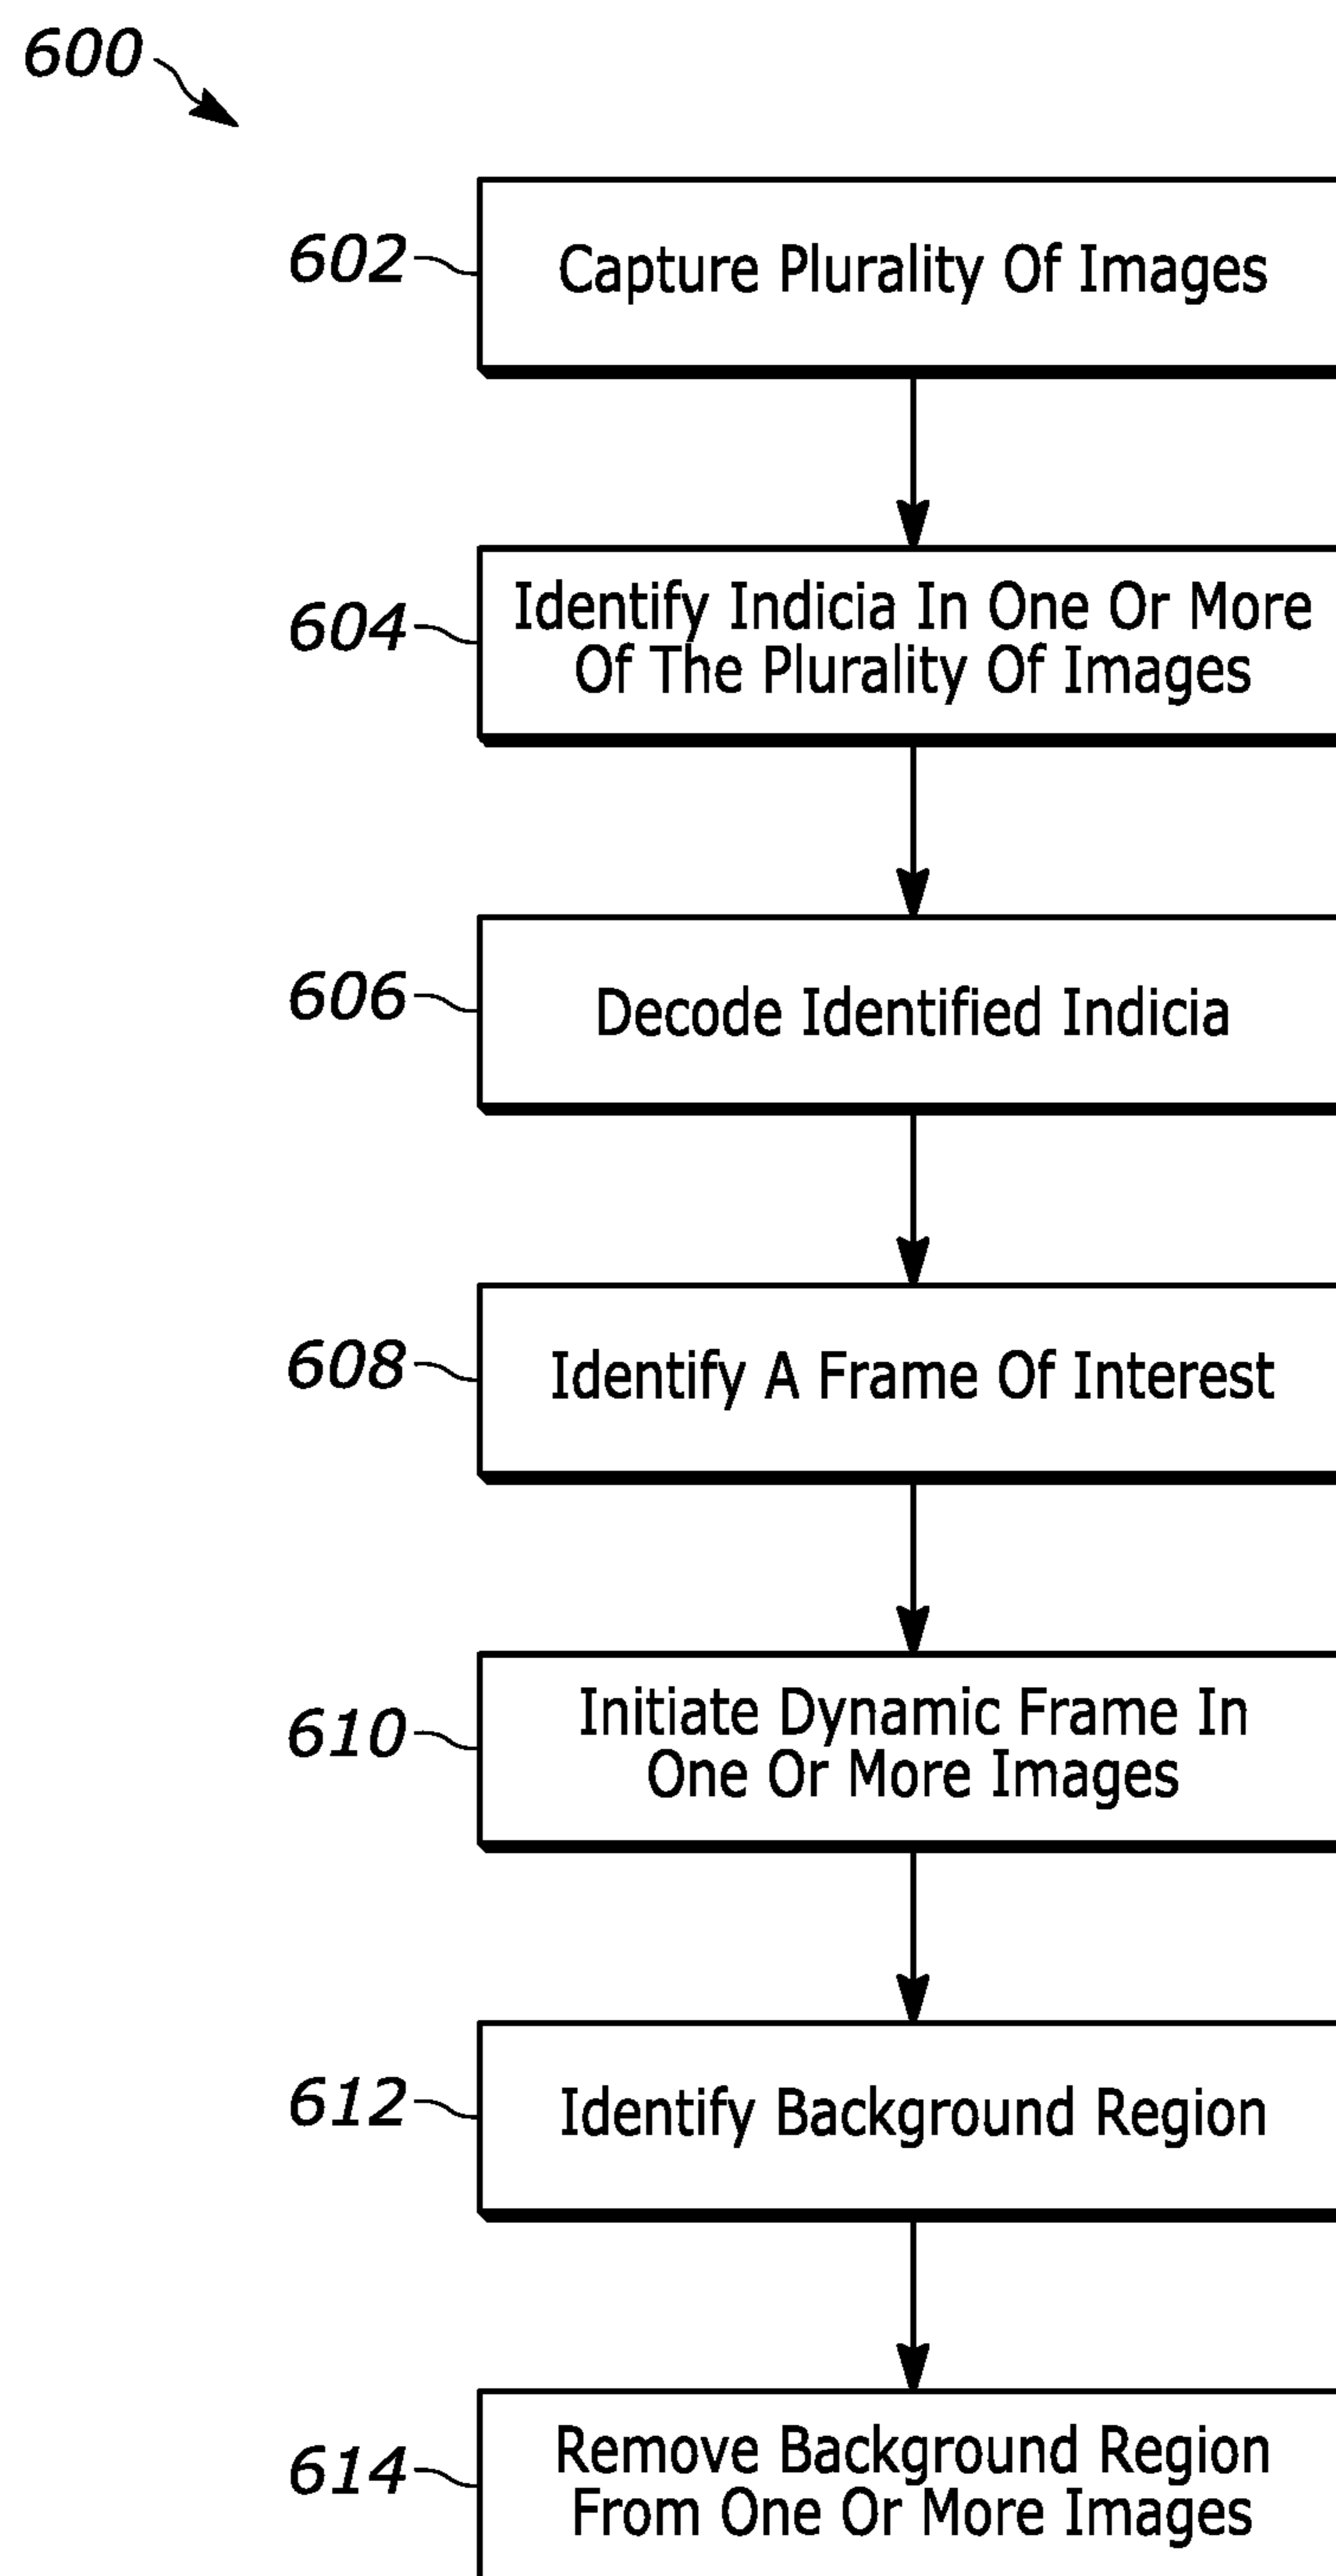 600
602
Capture Plurality Of Images
604
Identify Indicia In One Or More
Of The Plurality Of Images
606
Decode Identified Indicia
608
Identify A Frame Of Interest
610
Initiate Dynamic Frame In
One Or More Images
612
Identify Background Region
614
Remove Background Region
From One Or More Images